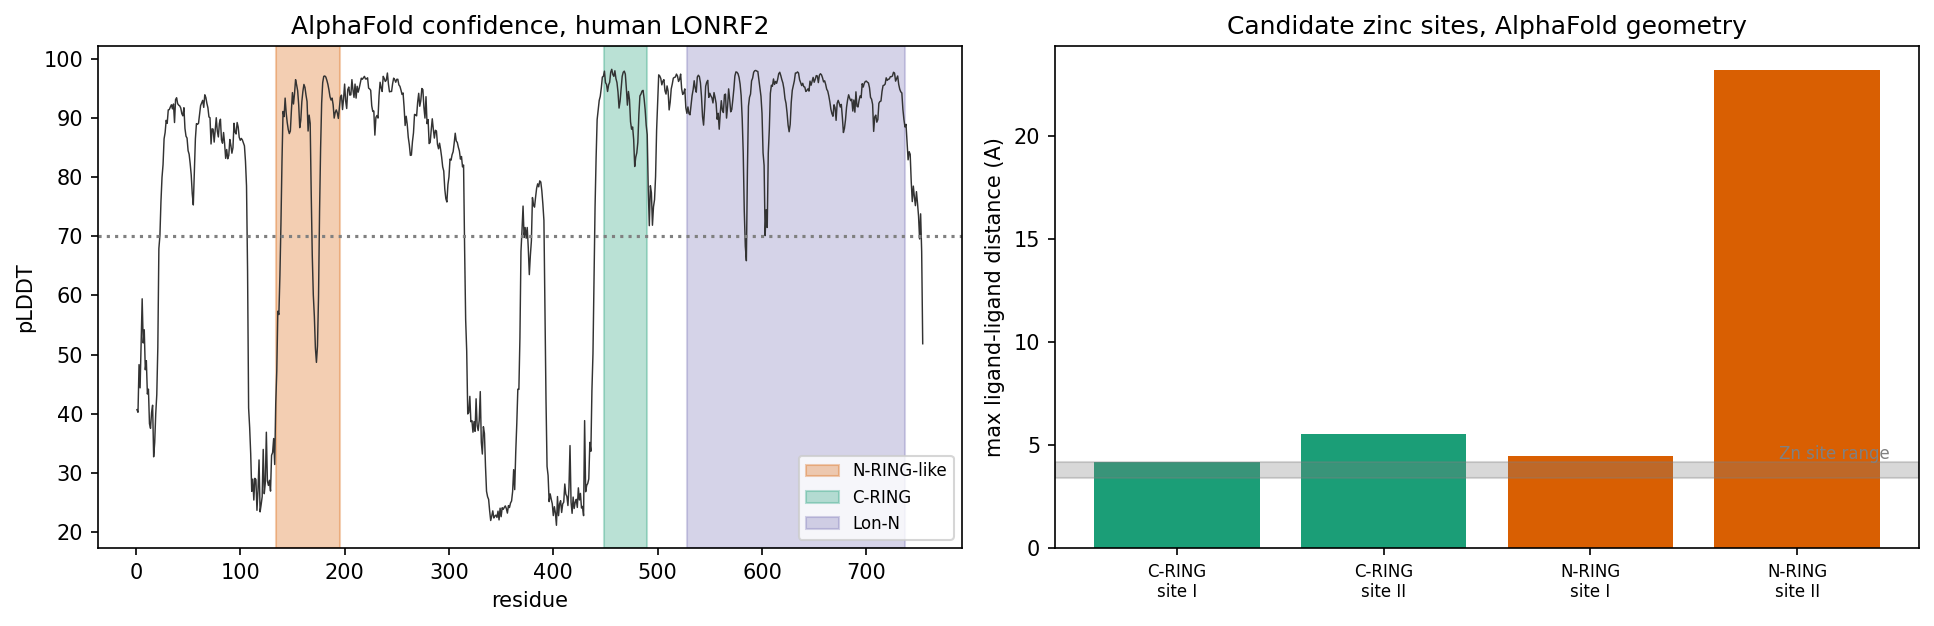 AlphaFold confidence, human LONRF2
100
90
80
70
60
50
40
30
20
pLDDT
0 100 200 300 400 500 600 700
residue
N-RING-like
C-RING
Lon-N
Candidate zinc sites, AlphaFold geometry
max ligand-ligand distance (A)
20
15
10
5
0
Zn site range
C-RING
site I
C-RING
site II
N-RING
site I
N-RING
site II